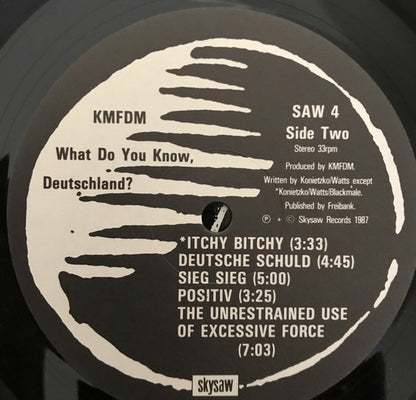 KMFDM
What Do You Know,
Deutschland?
SAW 4
Side Two
Stereo 33rpm
Produced by KMFDM.
Written by Konietzko/Watts except
*Konietzko/Watts/Blackmale.
Published by Freibank.
℗ + © Skysaw Records 1987
*ITCHY BITCHY (3:33)
DEUTSCHE SCHULD (4:45)
SIEG SIEG (5:00)
POSITIV (3:25)
THE UNRESTRAINED USE
OF EXCESSIVE FORCE
(7:03)
skysaw